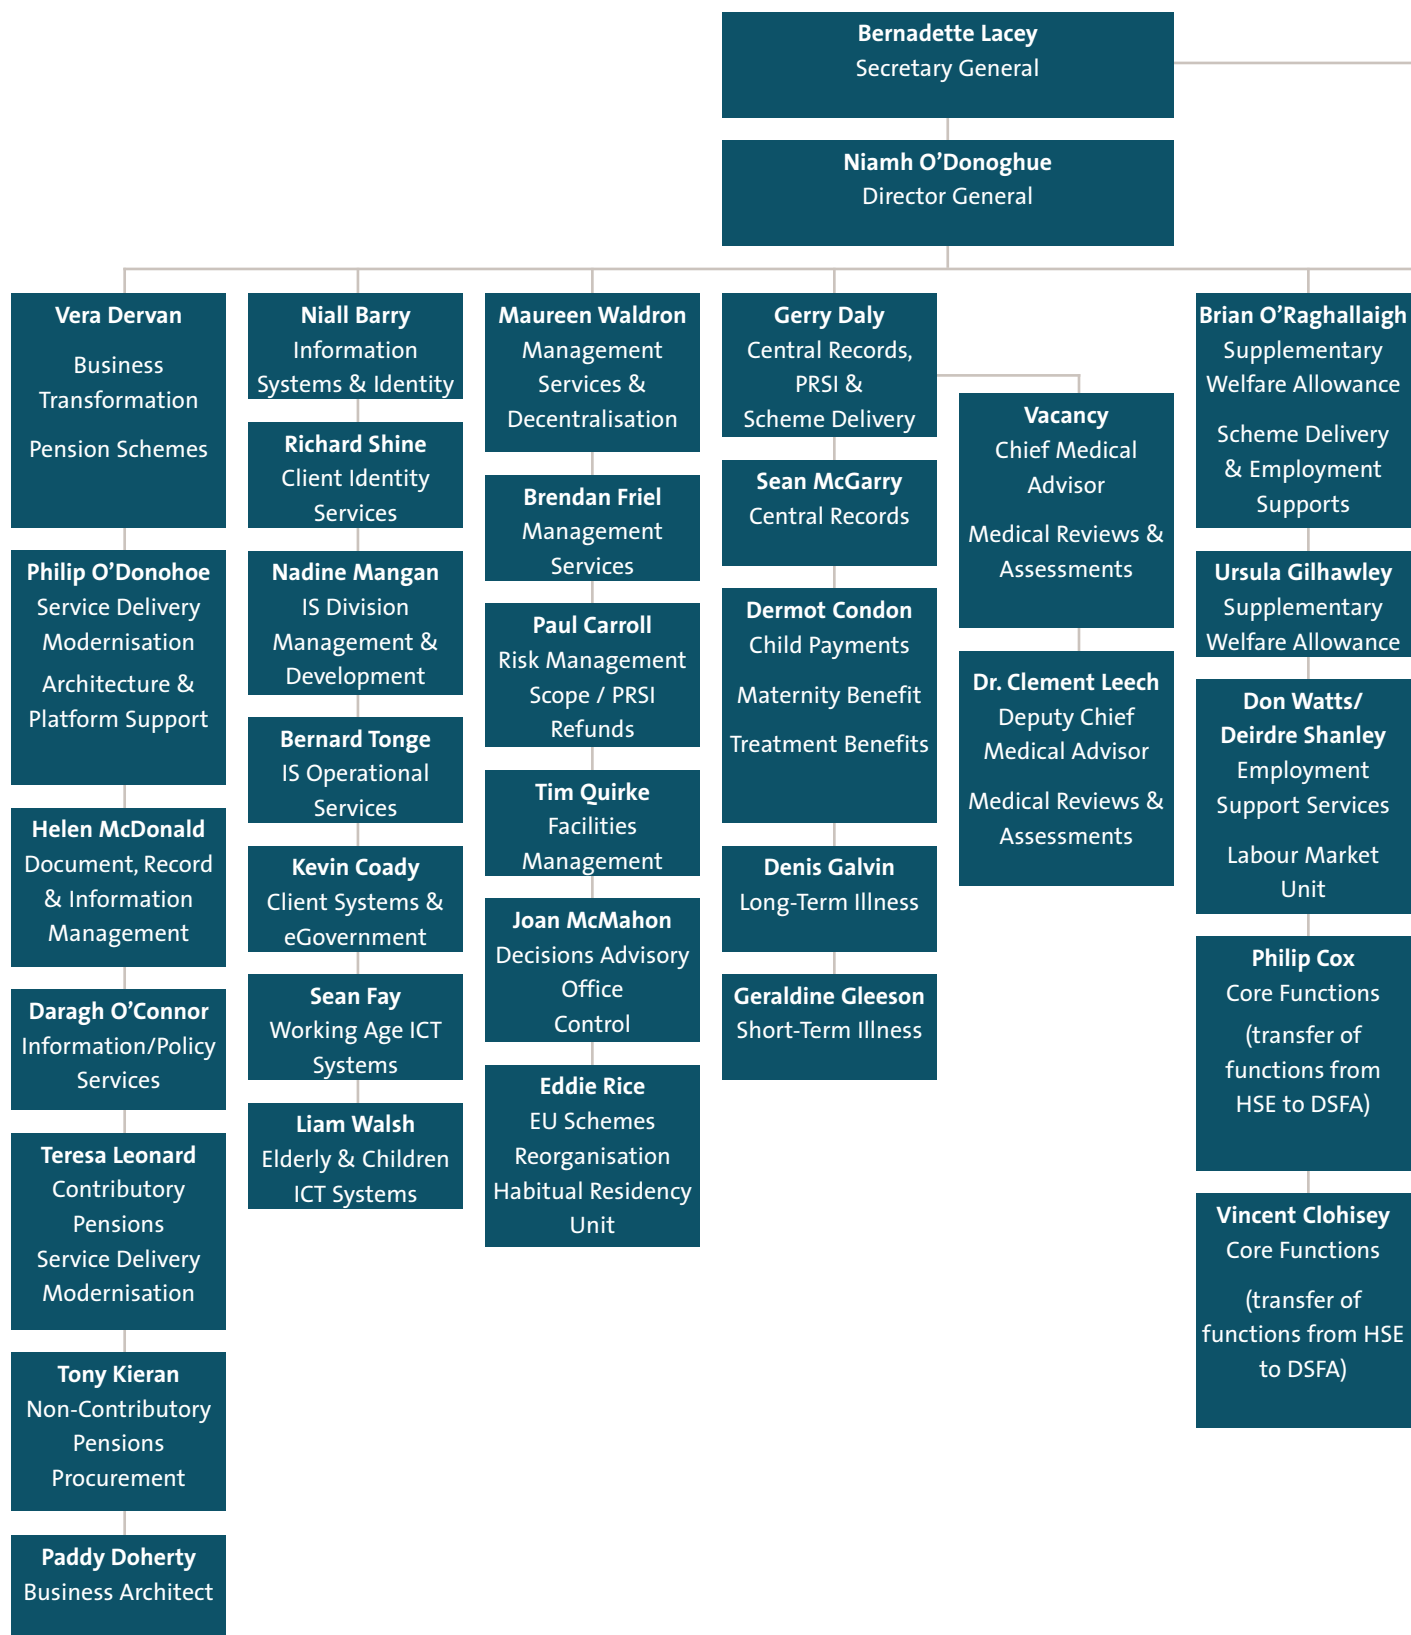 Bernadette Lacey
Secretary General
Niamh O’Donoghue
Director General
Vera Dervan
Business
Transformation
Pension Schemes
Philip O’Donohoe
Service Delivery
Modernisation
Architecture &
Platform Support
Helen McDonald
Document, Record
& Information
Management
Daragh O’Connor
Information/Policy
Services
Teresa Leonard
Contributory
Pensions
Service Delivery
Modernisation
Tony Kieran
Non-Contributory
Pensions
Procurement
Paddy Doherty
Business Architect
Niall Barry
Information
Systems & Identity
Richard Shine
Client Identity
Services
Nadine Mangan
IS Division
Management &
Development
Bernard Tonge
IS Operational
Services
Kevin Coady
Client Systems &
eGovernment
Sean Fay
Working Age ICT
Systems
Liam Walsh
Elderly & Children
ICT Systems
Maureen Waldron
Management
Services &
Decentralisation
Brendan Friel
Management
Services
Paul Carroll
Risk Management
Scope / PRSI
Refunds
Tim Quirke
Facilities
Management
Joan McMahon
Decisions Advisory
Office
Control
Eddie Rice
EU Schemes
Reorganisation
Habitual Residency
Unit
Gerry Daly
Central Records,
PRSI &
Scheme Delivery
Sean McGarry
Central Records
Dermot Condon
Child Payments
Maternity Benefit
Treatment Benefits
Denis Galvin
Long-Term Illness
Geraldine Gleeson
Short-Term Illness
Vacancy
Chief Medical
Advisor
Medical Reviews &
Assessments
Dr. Clement Leech
Deputy Chief
Medical Advisor
Medical Reviews &
Assessments
Brian O’Raghallaigh
Supplementary
Welfare Allowance
Scheme Delivery
& Employment
Supports
Ursula Gilhawley
Supplementary
Welfare Allowance
Don Watts/
Deirdre Shanley
Employment
Support Services
Labour Market
Unit
Philip Cox
Core Functions
(transfer of
functions from
HSE to DSFA)
Vincent Clohisey
Core Functions
(transfer of
functions from HSE
to DSFA)